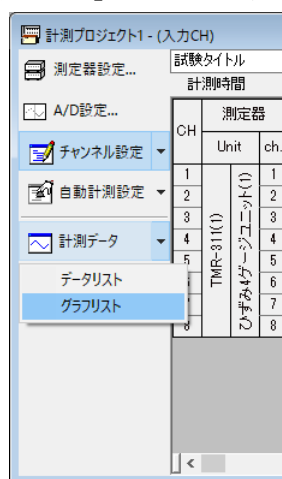 計測プロジェクト1 - (入力CH)
測定器設定...
A/D設定...
チャンネル設定
自動計測設定
計測データ
データリスト
グラフリスト
試験タイトル
計測時間
CH
測定器
Unit
ch.
1
2
3
4
5
8
TMR-311(1)
ひずみ4ゲージユニット(1)
1
2
3
4
5
6
7
8